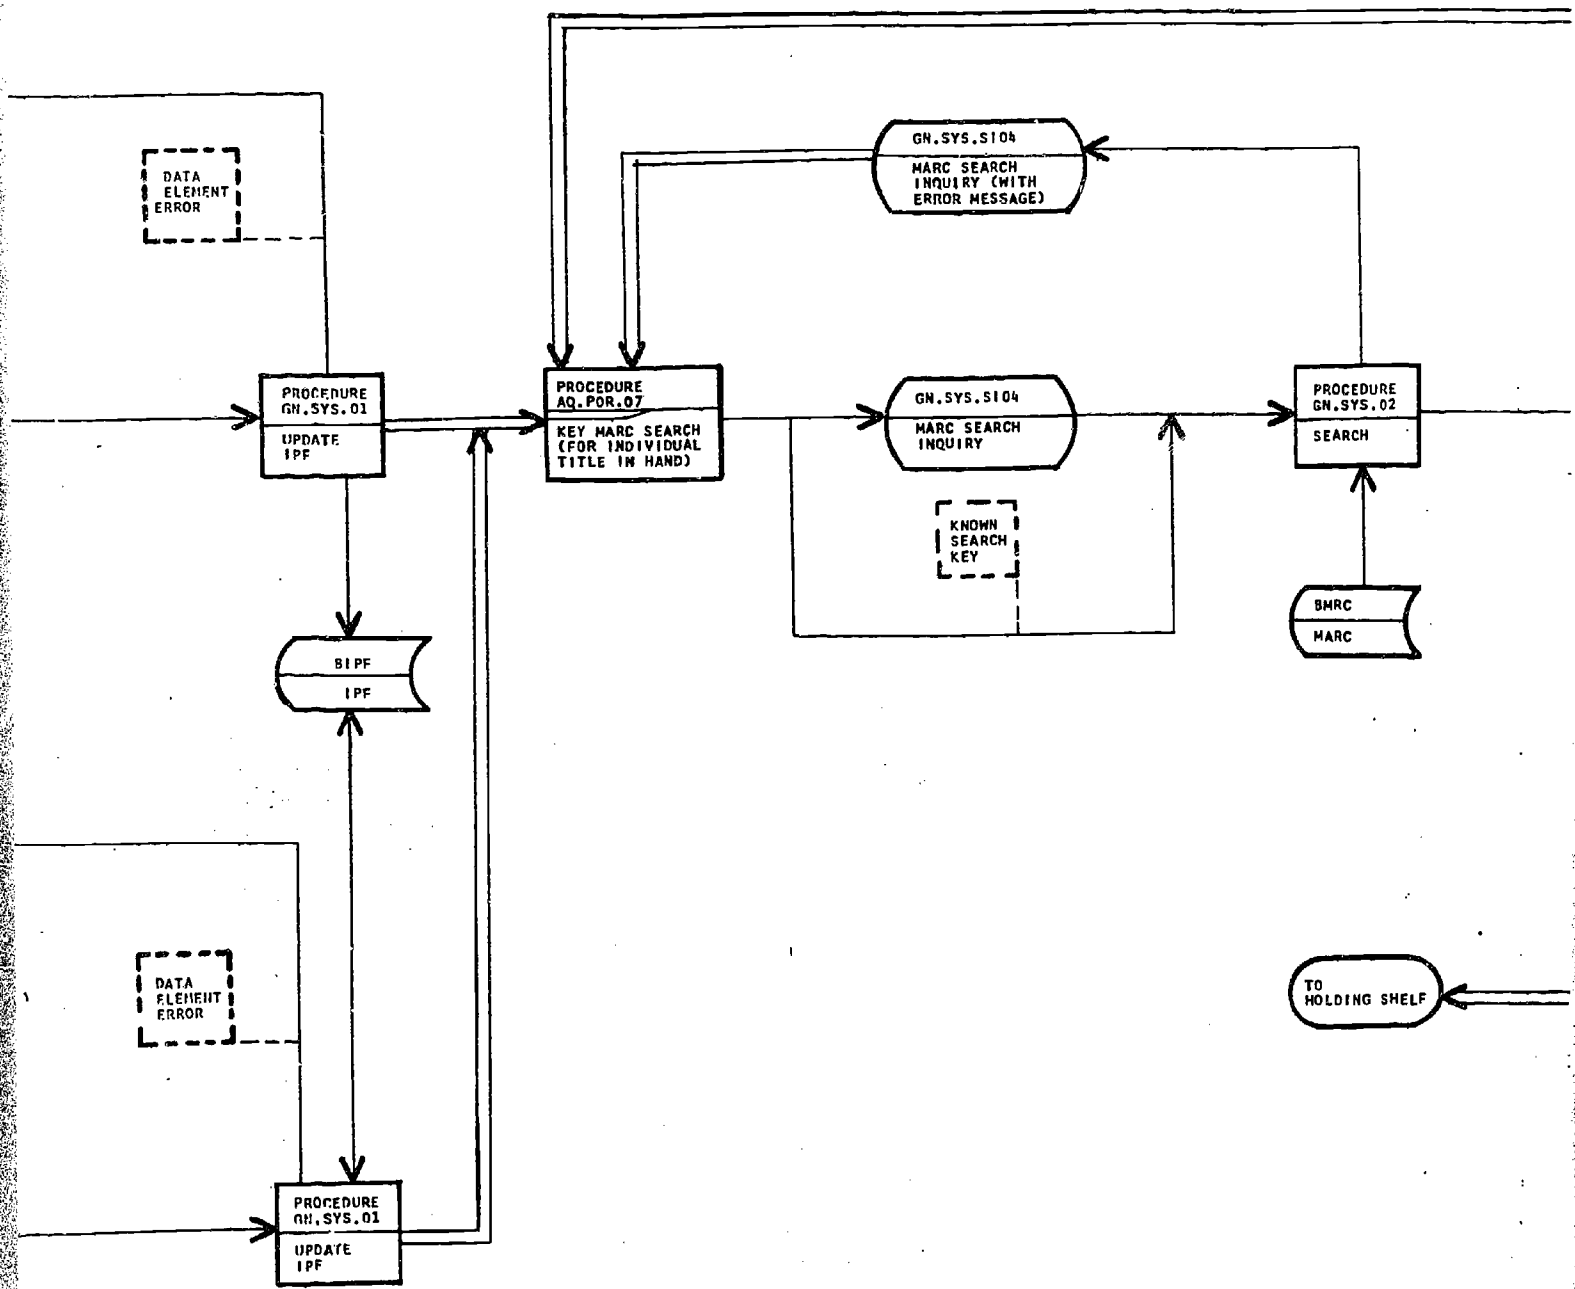 GN.SYS.SI04
MARC SEARCH
INQUIRY (WITH
ERROR MESSAGE)
DATA
ELEMENT
ERROR
PROCEDURE
GN.SYS.01
UPDATE
IPF
PROCEDURE
AQ.POR.07
KEY MARC SEARCH
(FOR INDIVIDUAL
TITLE IN HAND)
GN.SYS.SI04
MARC SEARCH
INQUIRY
PROCEDURE
GN.SYS.02
SEARCH
KNOWN
SEARCH
KEY
BMRC
MARC
BIPF
IPF
DATA
ELEMENT
ERROR
TO
HOLDING SHELF
PROCEDURE
GN.SYS.01
UPDATE
IPF